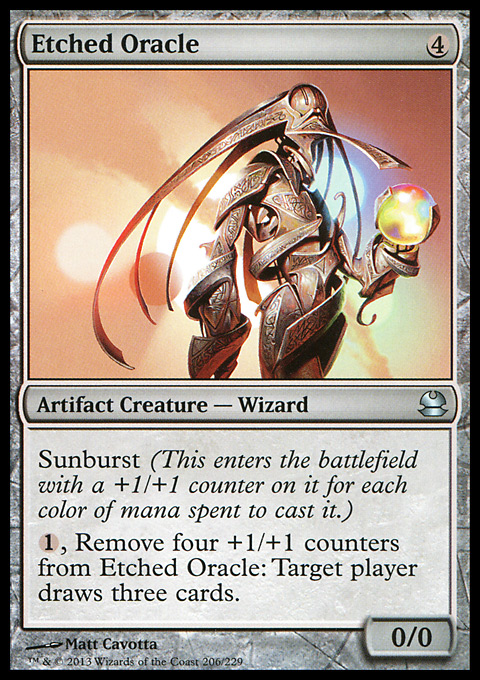 Etched Oracle 4
Artifact Creature — Wizard
Sunburst (This enters the battlefield
with a +1/+1 counter on it for each
color of mana spent to cast it.)
1, Remove four +1/+1 counters
from Etched Oracle: Target player
draws three cards.
Matt Cavotta
0/0
™ & © 2013 Wizards of the Coast 206/229